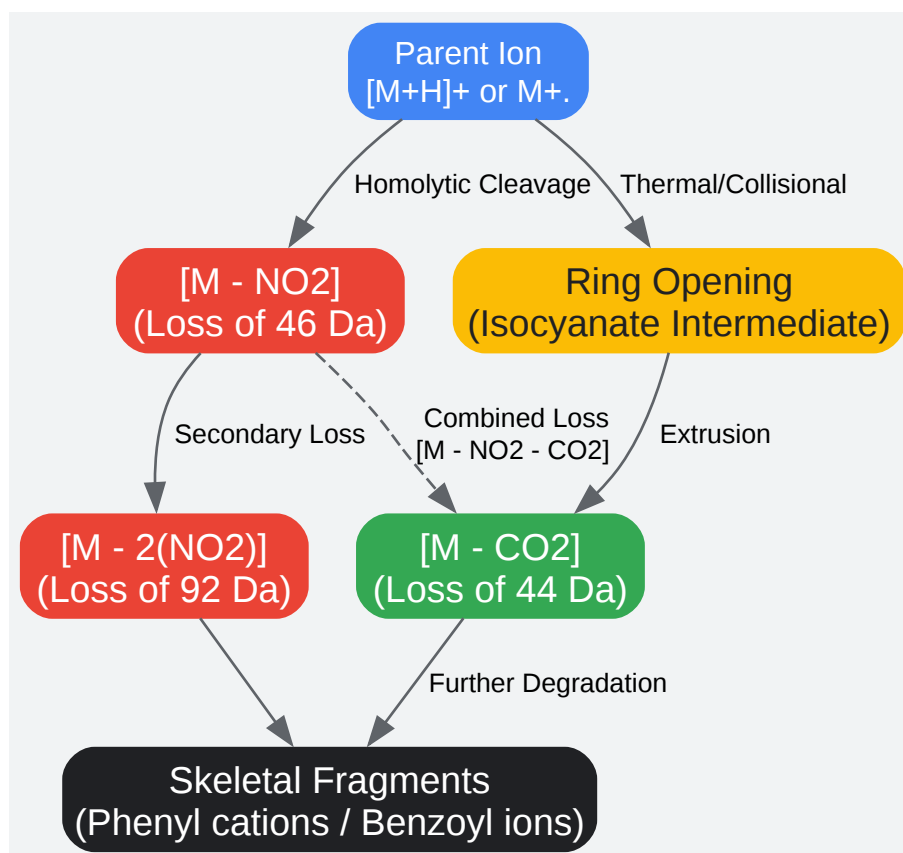 Parent Ion
[M+H]+ or M+.
Homolytic Cleavage
Thermal/Collisional
[M - NO2]
(Loss of 46 Da)
Ring Opening
(Isocyanate Intermediate)
Secondary Loss
Combined Loss
[M - NO2 - CO2]
Extrusion
[M - 2(NO2)]
(Loss of 92 Da)
[M - CO2]
(Loss of 44 Da)
Further Degradation
Skeletal Fragments
(Phenyl cations / Benzoyl ions)